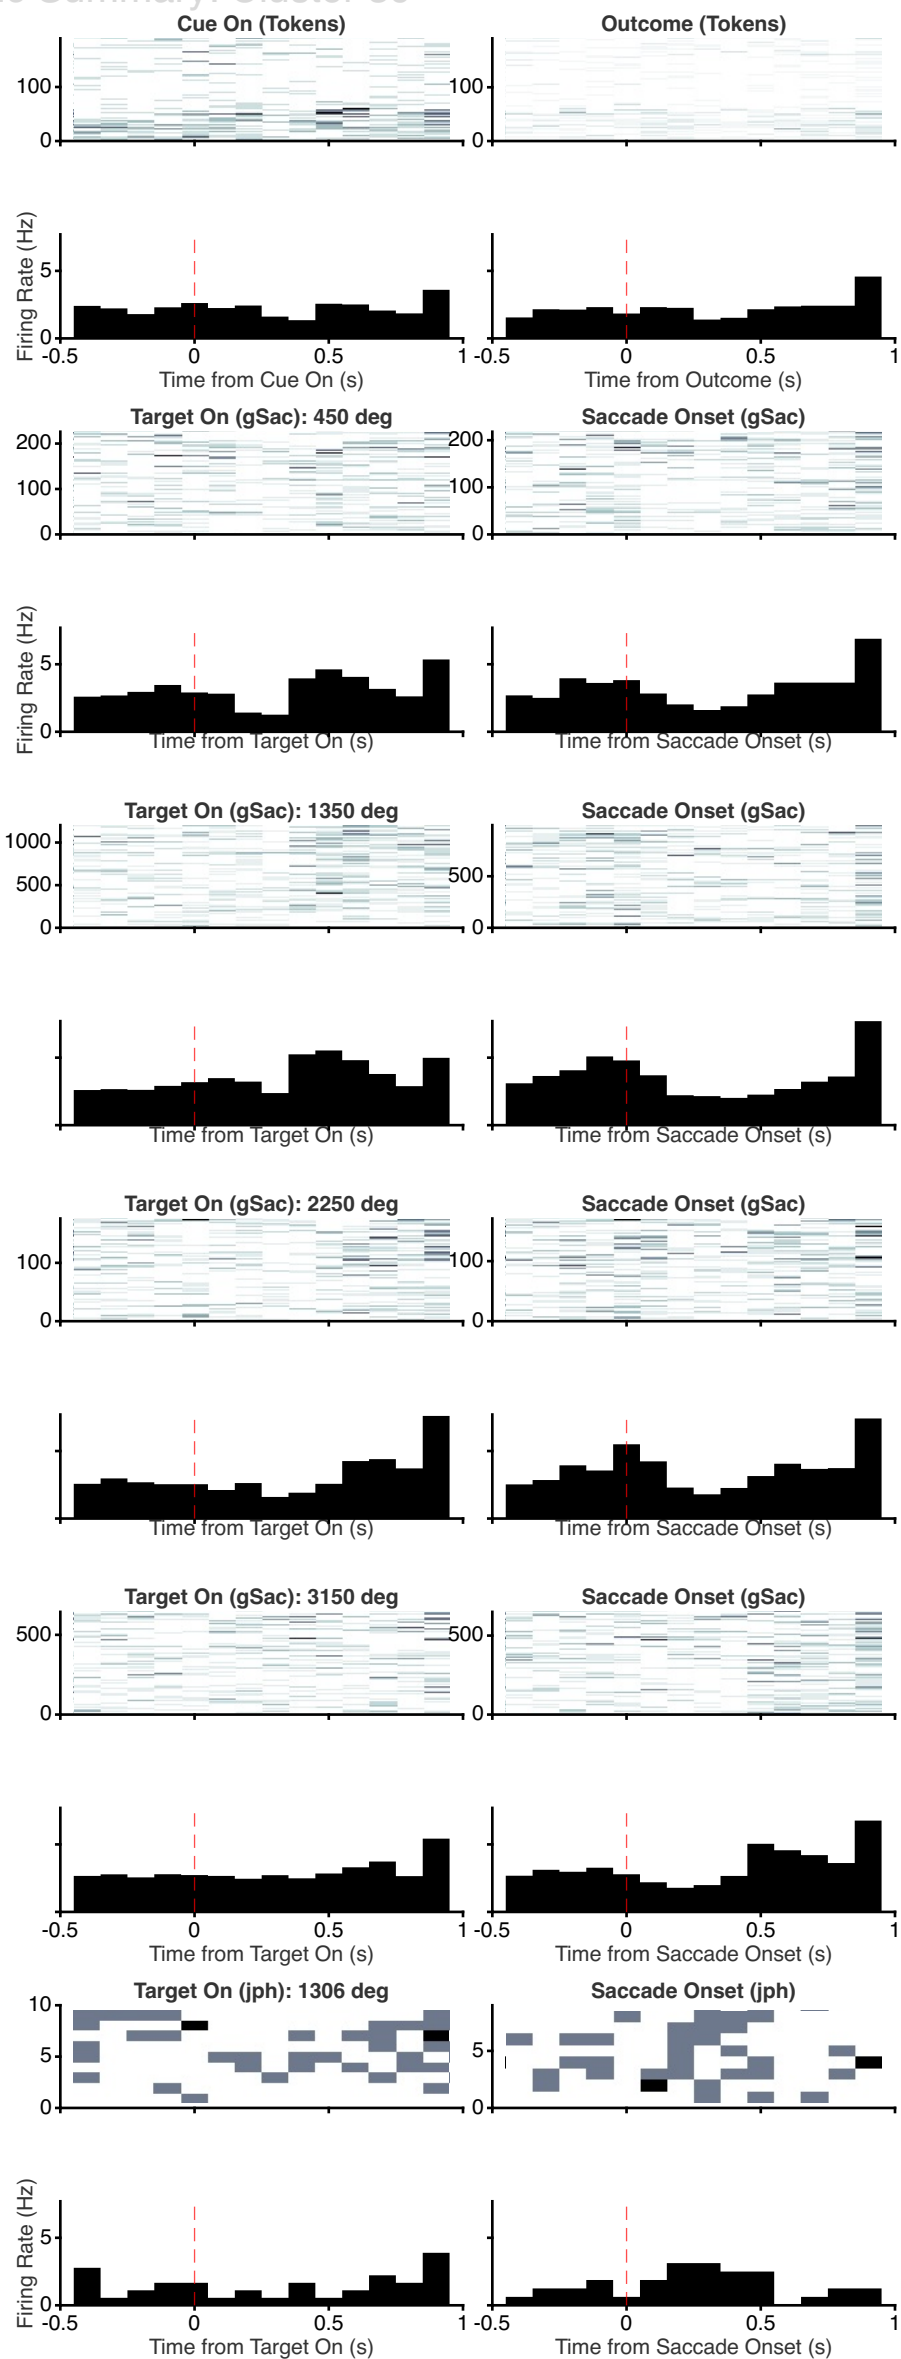 Cue On (Tokens)
Outcome (Tokens)
100
0
100
0
Firing Rate (Hz)
5
0
-0.5 0 0.5 1
-0.5 0 0.5 1
Time from Cue On (s)
Time from Outcome (s)
Target On (gSac): 450 deg
Saccade Onset (gSac)
200
100
0
200
100
0
Firing Rate (Hz)
5
0
Time from Target On (s)
Time from Saccade Onset (s)
Target On (gSac): 1350 deg
Saccade Onset (gSac)
1000
500
0
500
0
Time from Target On (s)
Time from Saccade Onset (s)
Target On (gSac): 2250 deg
Saccade Onset (gSac)
100
0
100
0
Time from Target On (s)
Time from Saccade Onset (s)
Target On (gSac): 3150 deg
Saccade Onset (gSac)
500
0
500
0
-0.5 0 0.5 1
-0.5 0 0.5 1
Time from Target On (s)
Time from Saccade Onset (s)
Target On (jph): 1306 deg
Saccade Onset (jph)
10
5
0
5
0
Firing Rate (Hz)
5
0
-0.5 0 0.5 1
-0.5 0 0.5 1
Time from Target On (s)
Time from Saccade Onset (s)